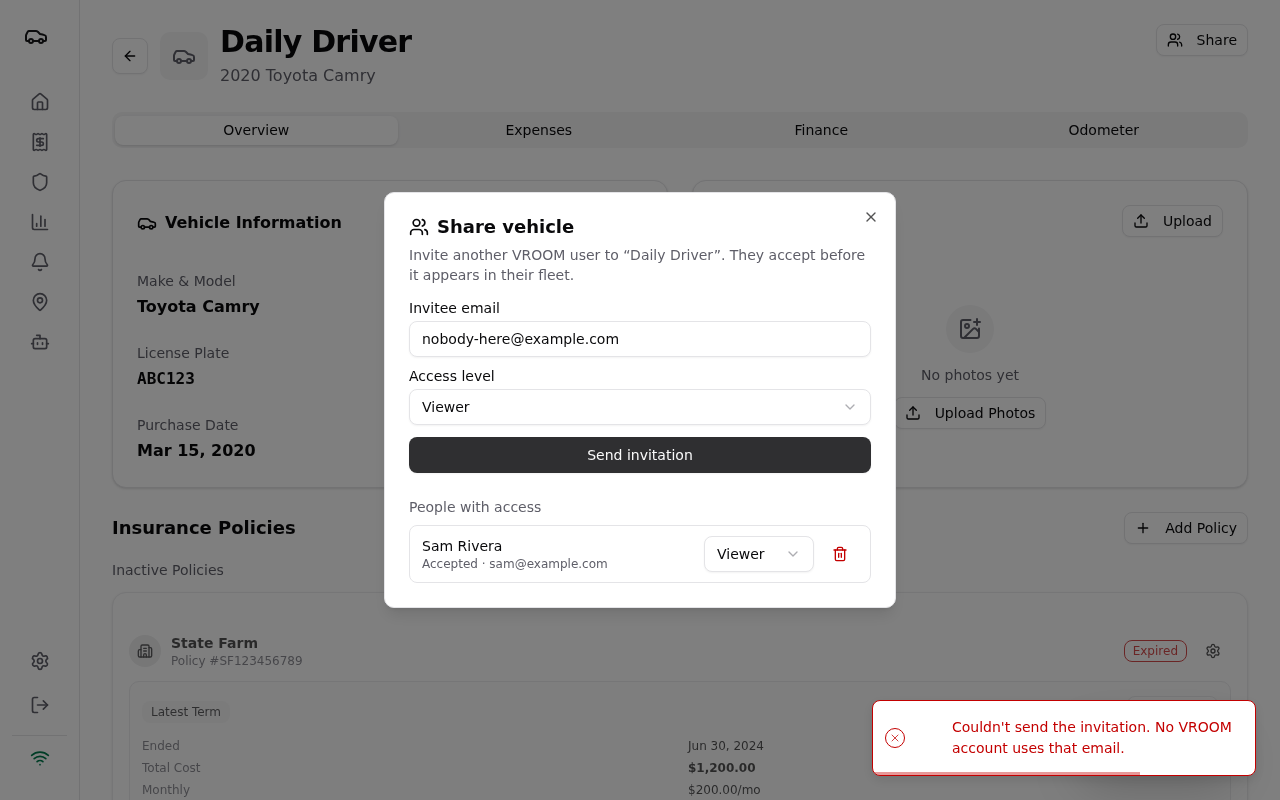 Daily Driver
2020 Toyota Camry
Share
Overview
Expenses
Finance
Odometer
Vehicle Information
Upload
Make & Model
Toyota Camry
License Plate
ABC123
Purchase Date
Mar 15, 2020
No photos yet
Upload Photos
Share vehicle
Invite another VROOM user to “Daily Driver”. They accept before
it appears in their fleet.
Invitee email
nobody-here@example.com
Access level
Viewer
Send invitation
People with access
Sam Rivera
Accepted · sam@example.com
Viewer
Insurance Policies
Add Policy
Inactive Policies
State Farm
Policy #SF123456789
Expired
Latest Term
Ended
Jun 30, 2024
Total Cost
$1,200.00
Monthly
$200.00/mo
Couldn't send the invitation. No VROOM
account uses that email.